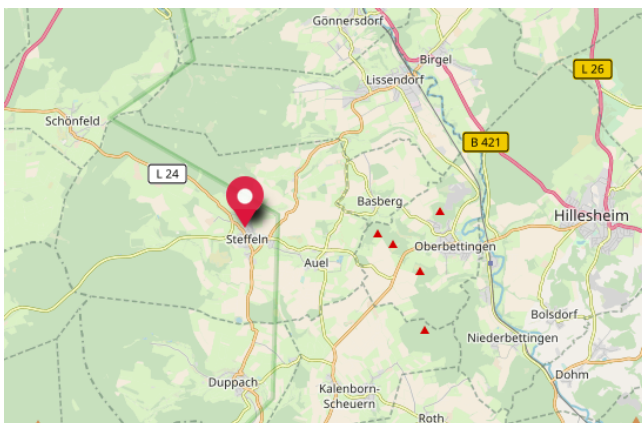 Gönnersdorf
Birgel
L 26
Lissendorf
Schönfeld
B 421
L 24
Basberg
Hillesheim
Steffeln
Oberbettingen
Auel
Bolsdorf
Niederbettingen
Duppach
Dohm
Kalenborn-
Scheuern
Roth